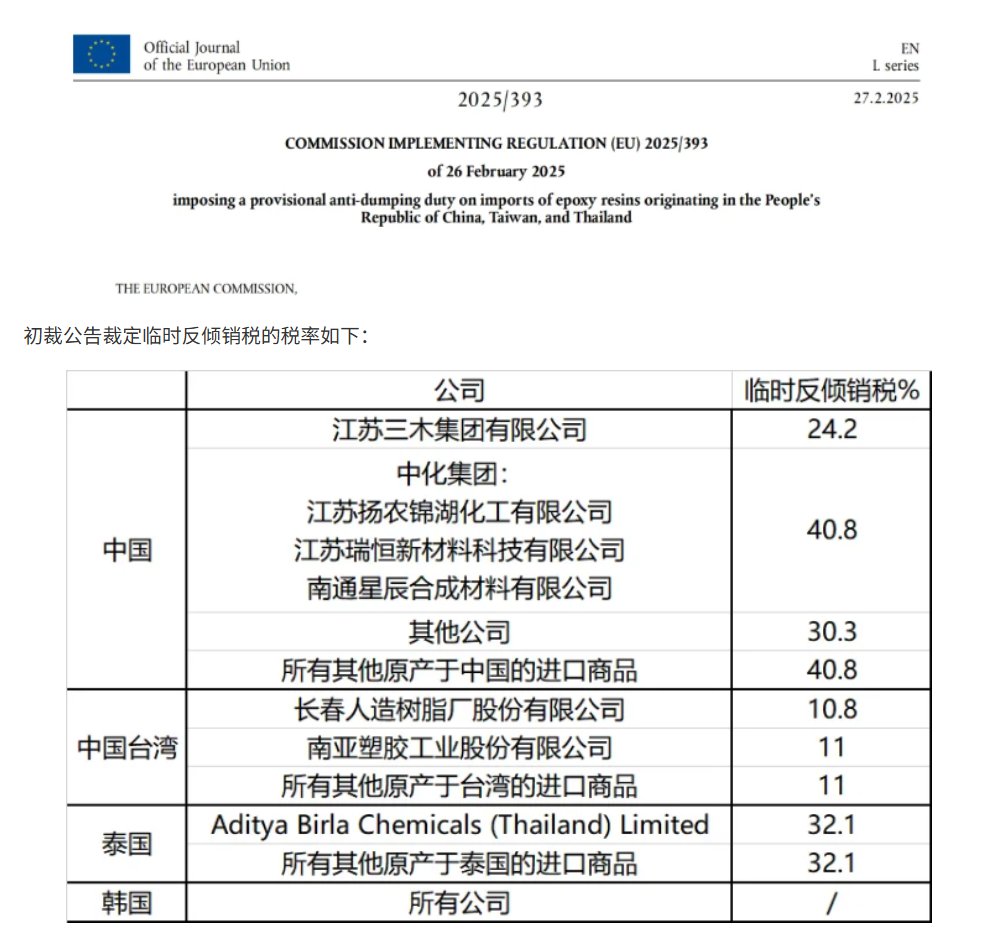 Official Journal
of the European Union
EN
L series
2025/393
27.2.2025
COMMISSION IMPLEMENTING REGULATION (EU) 2025/393
of 26 February 2025
imposing a provisional anti-dumping duty on imports of epoxy resins originating in the People's
Republic of China, Taiwan, and Thailand
THE EUROPEAN COMMISSION,
初裁公告裁定临时反倾销税的税率如下：
公司 临时反倾销税%
中国
江苏三木集团有限公司 24.2
中化集团：
江苏扬农锦湖化工有限公司
江苏瑞恒新材料科技有限公司
南通星辰合成材料有限公司
40.8
其他公司 30.3
所有其他原产于中国的进口商品 40.8
中国台湾
长春人造树脂厂股份有限公司 10.8
南亚塑胶工业股份有限公司 11
所有其他原产于台湾的进口商品 11
泰国
Aditya Birla Chemicals (Thailand) Limited 32.1
所有其他原产于泰国的进口商品 32.1
韩国 所有公司 /